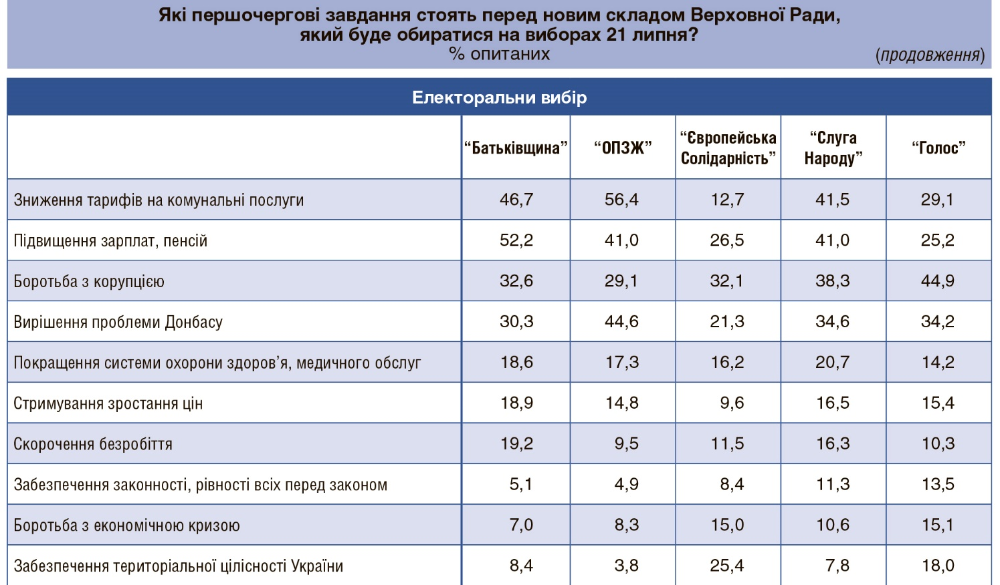 Які першочергові завдання стоять перед новим складом Верховної Ради,
який буде обиратися на виборах 21 липня?
% опитаних
(продовження)
Електоральни вибір
“Батьківщина” “ОПЗЖ” “Європейська Солідарність” “Слуга Народу” “Голос”
Зниження тарифів на комунальні послуги 46,7 56,4 12,7 41,5 29,1
Підвищення зарплат, пенсій 52,2 41,0 26,5 41,0 25,2
Боротьба з корупцією 32,6 29,1 32,1 38,3 44,9
Вирішення проблеми Донбасу 30,3 44,6 21,3 34,6 34,2
Покращення системи охорони здоров’я, медичного обслуг 18,6 17,3 16,2 20,7 14,2
Стримування зростання цін 18,9 14,8 9,6 16,5 15,4
Скорочення безробіття 19,2 9,5 11,5 16,3 10,3
Забезпечення законності, рівності всіх перед законом 5,1 4,9 8,4 11,3 13,5
Боротьба з економічною кризою 7,0 8,3 15,0 10,6 15,1
Забезпечення територіальної цілісності України 8,4 3,8 25,4 7,8 18,0